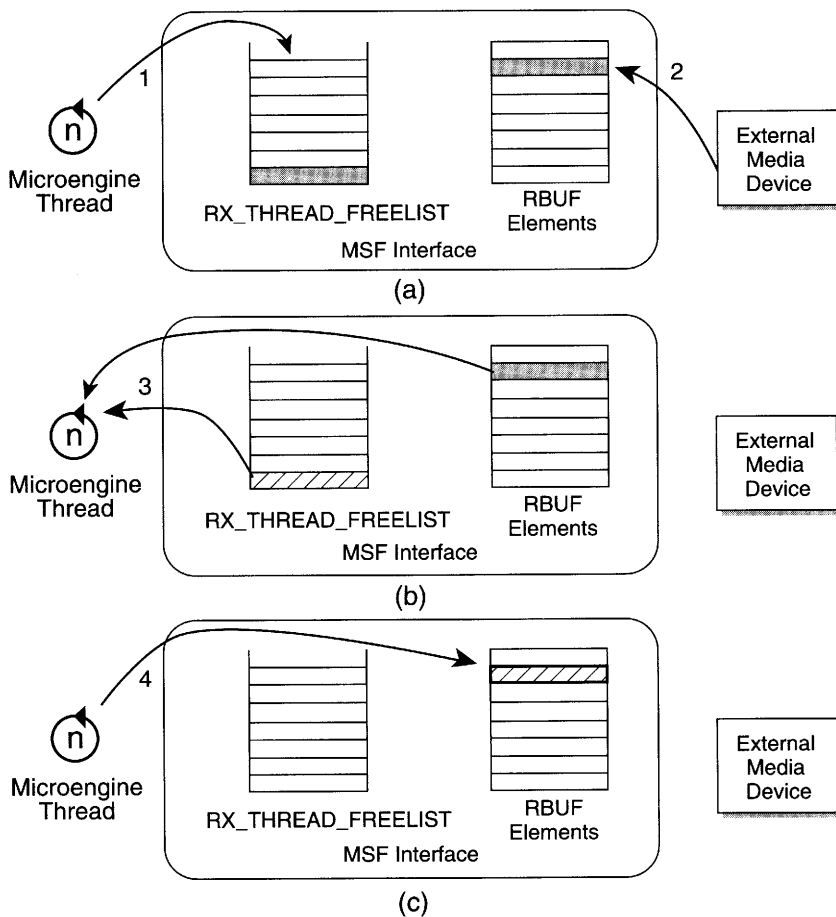 1
2
n
Microengine
Thread
RX_THREAD_FREELIST
RBUF
Elements
MSF Interface
External
Media
Device
(a)
3
n
Microengine
Thread
RX_THREAD_FREELIST
RBUF
Elements
MSF Interface
External
Media
Device
(b)
4
n
Microengine
Thread
RX_THREAD_FREELIST
RBUF
Elements
MSF Interface
External
Media
Device
(c)